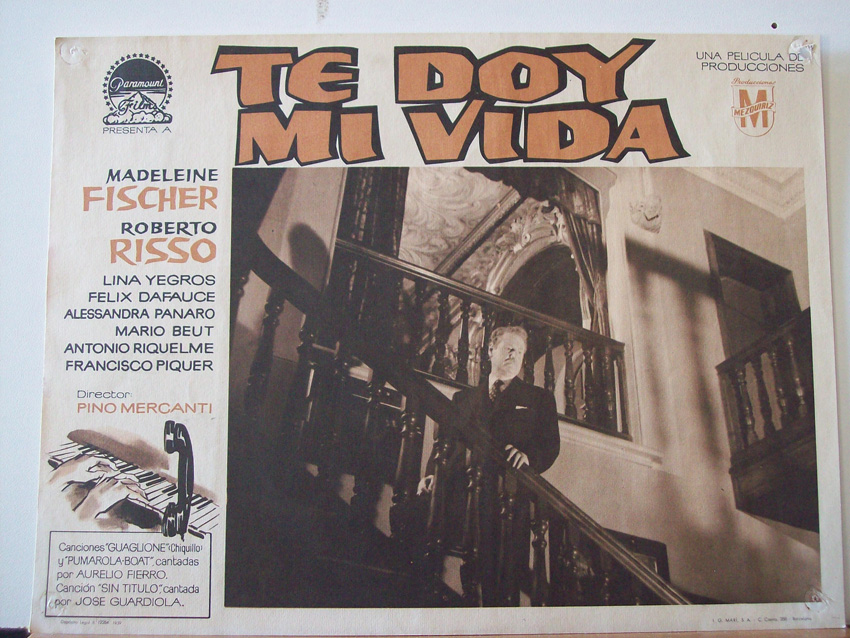 Paramount
Films
PRESENTA A
TE DOY
MI VIDA
UNA PELICULA DE
PRODUCCIONES
Producciones
M
MEZQUIRIZ
MADELEINE
FISCHER
ROBERTO
RISSO
LINA YEGROS
FELIX DAFAUCE
ALESSANDRA PANARO
MARIO BEUT
ANTONIO RIQUELME
FRANCISCO PIQUER
Director:
PINO MERCANTI
Canciones "GUAGLIONE" (Chiquillo)
y "PUMAROLA-BOAT", cantadas
por AURELIO FIERRO.
Canción "SIN TITULO", cantada
por JOSE GUARDIOLA.